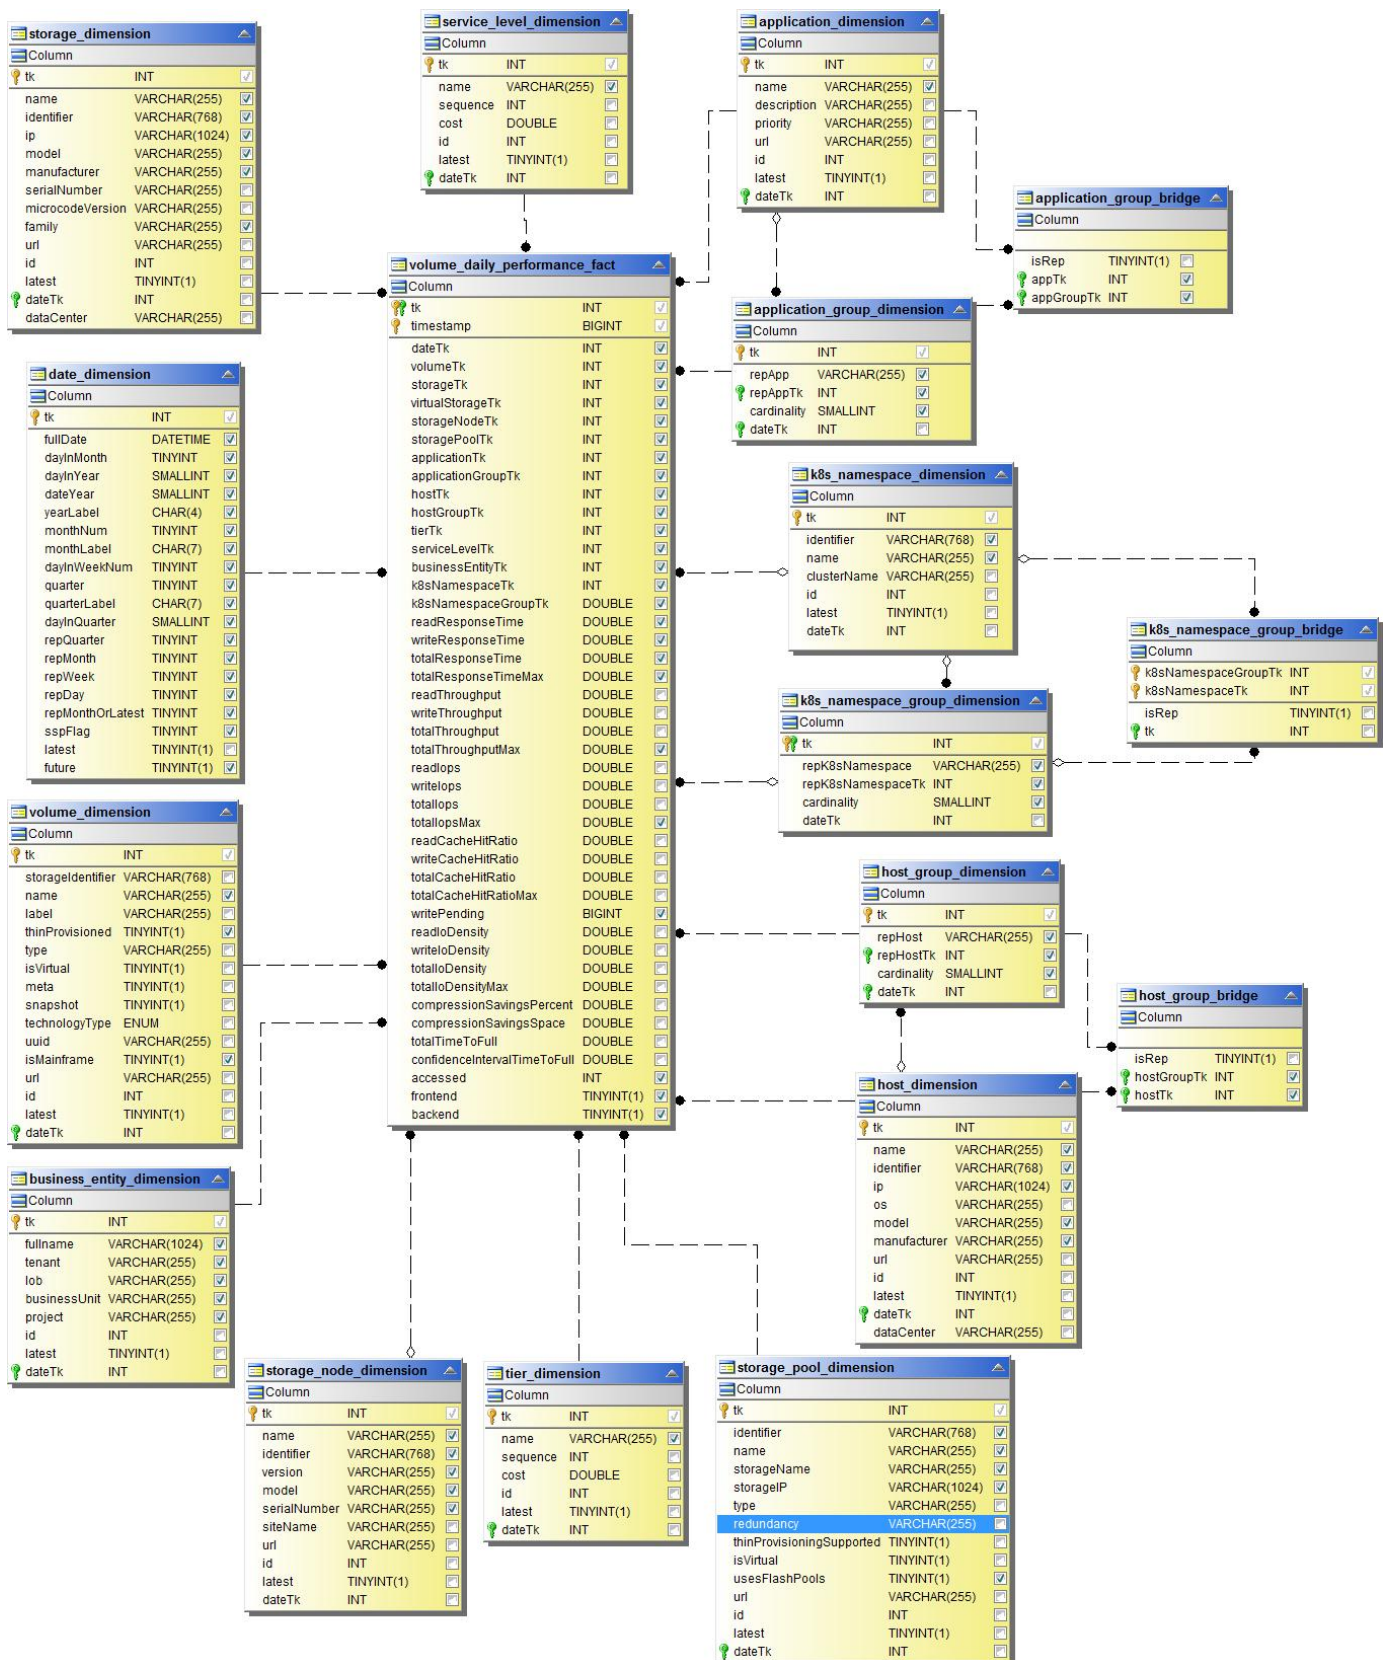 storage_dimension
Column
tk INT
name VARCHAR(255)
identifier VARCHAR(768)
ip VARCHAR(1024)
model VARCHAR(255)
manufacturer VARCHAR(255)
serialNumber VARCHAR(255)
microcodeVersion VARCHAR(255)
family VARCHAR(255)
url VARCHAR(255)
id INT
latest TINYINT(1)
dateTk INT
dataCenter VARCHAR(255)
service_level_dimension
Column
tk INT
name VARCHAR(255)
sequence INT
cost DOUBLE
id INT
latest TINYINT(1)
dateTk INT
application_dimension
Column
tk INT
name VARCHAR(255)
description VARCHAR(255)
priority VARCHAR(255)
url VARCHAR(255)
id INT
latest TINYINT(1)
dateTk INT
application_group_bridge
Column
isRep TINYINT(1)
appTk INT
appGroupTk INT
volume_daily_performance_fact
Column
tk INT
timestamp BIGINT
dateTk INT
volumeTk INT
storageTk INT
virtualStorageTk INT
storageNodeTk INT
storagePoolTk INT
applicationTk INT
applicationGroupTk INT
hostTk INT
hostGroupTk INT
tierTk INT
serviceLevelTk INT
businessEntityTk INT
k8sNamespaceTk INT
k8sNamespaceGroupTk DOUBLE
readResponseTime DOUBLE
writeResponseTime DOUBLE
totalResponseTime DOUBLE
totalResponseTimeMax DOUBLE
readThroughput DOUBLE
writeThroughput DOUBLE
totalThroughput DOUBLE
totalThroughputMax DOUBLE
readIops DOUBLE
writeIops DOUBLE
totalIops DOUBLE
totalIopsMax DOUBLE
readCacheHitRatio DOUBLE
writeCacheHitRatio DOUBLE
totalCacheHitRatio DOUBLE
totalCacheHitRatioMax DOUBLE
writePending BIGINT
readIoDensity DOUBLE
writeIoDensity DOUBLE
totalIoDensity DOUBLE
totalIoDensityMax DOUBLE
compressionSavingsPercent DOUBLE
compressionSavingsSpace DOUBLE
totalTimeToFull DOUBLE
confidenceIntervalTimeToFull DOUBLE
accessed INT
frontend TINYINT(1)
backend TINYINT(1)
application_group_dimension
Column
tk INT
repApp VARCHAR(255)
repAppTk INT
cardinality SMALLINT
dateTk INT
date_dimension
Column
tk INT
fullDate DATETIME
dayInMonth TINYINT
dayInYear SMALLINT
dateYear SMALLINT
yearLabel CHAR(4)
monthNum TINYINT
monthLabel CHAR(7)
dayInWeekNum TINYINT
quarter TINYINT
quarterLabel CHAR(7)
dayInQuarter SMALLINT
repQuarter TINYINT
repMonth TINYINT
repWeek TINYINT
repDay TINYINT
repMonthOrLatest TINYINT
sspFlag TINYINT
latest TINYINT(1)
future TINYINT(1)
k8s_namespace_dimension
Column
tk INT
identifier VARCHAR(768)
name VARCHAR(255)
clusterName VARCHAR(255)
id INT
latest TINYINT(1)
dateTk INT
k8s_namespace_group_bridge
Column
k8sNamespaceGroupTk INT
k8sNamespaceTk INT
isRep TINYINT(1)
tk INT
k8s_namespace_group_dimension
Column
tk INT
repK8sNamespace VARCHAR(255)
repK8sNamespaceTk INT
cardinality SMALLINT
dateTk INT
volume_dimension
Column
tk INT
storageIdentifier VARCHAR(768)
name VARCHAR(255)
label VARCHAR(255)
thinProvisioned TINYINT(1)
type VARCHAR(255)
isVirtual TINYINT(1)
meta TINYINT(1)
snapshot TINYINT(1)
technologyType ENUM
uuid VARCHAR(255)
isMainframe TINYINT(1)
url VARCHAR(255)
id INT
latest TINYINT(1)
dateTk INT
host_group_dimension
Column
tk INT
repHost VARCHAR(255)
repHostTk INT
cardinality SMALLINT
dateTk INT
host_group_bridge
Column
isRep TINYINT(1)
hostGroupTk INT
hostTk INT
host_dimension
Column
tk INT
name VARCHAR(255)
identifier VARCHAR(768)
ip VARCHAR(1024)
os VARCHAR(255)
model VARCHAR(255)
manufacturer VARCHAR(255)
url VARCHAR(255)
id INT
latest TINYINT(1)
dateTk INT
dataCenter VARCHAR(255)
business_entity_dimension
Column
tk INT
fullname VARCHAR(1024)
tenant VARCHAR(255)
lob VARCHAR(255)
businessUnit VARCHAR(255)
project VARCHAR(255)
id INT
latest TINYINT(1)
dateTk INT
storage_node_dimension
Column
tk INT
name VARCHAR(255)
identifier VARCHAR(768)
version VARCHAR(255)
model VARCHAR(255)
serialNumber VARCHAR(255)
siteName VARCHAR(255)
url VARCHAR(255)
id INT
latest TINYINT(1)
dateTk INT
tier_dimension
Column
tk INT
name VARCHAR(255)
sequence INT
cost DOUBLE
id INT
latest TINYINT(1)
dateTk INT
storage_pool_dimension
Column
tk INT
identifier VARCHAR(768)
name VARCHAR(255)
storageName VARCHAR(255)
storageIP VARCHAR(1024)
type VARCHAR(255)
redundancy VARCHAR(255)
thinProvisioningSupported TINYINT(1)
isVirtual TINYINT(1)
usesFlashPools TINYINT(1)
url VARCHAR(255)
id INT
latest TINYINT(1)
dateTk INT